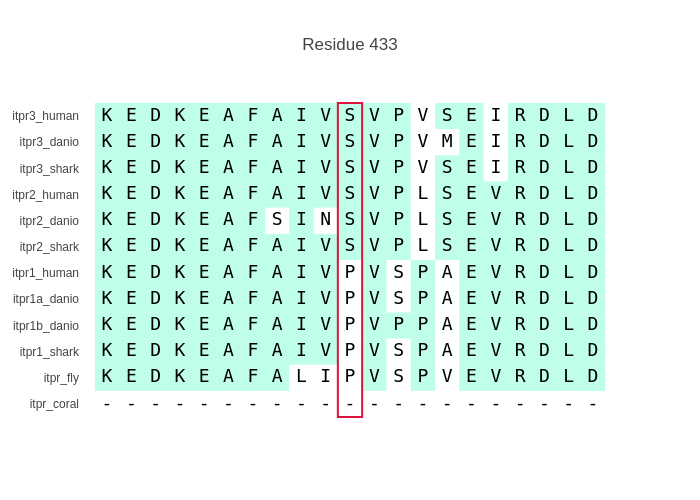 Residue 433
itpr3_human K E D K E A F A I V S V P V S E I R D L D
itpr3_danio K E D K E A F A I V S V P V M E I R D L D
itpr3_shark K E D K E A F A I V S V P V S E I R D L D
itpr2_human K E D K E A F A I V S V P L S E V R D L D
itpr2_danio K E D K E A F S I N S V P L S E V R D L D
itpr2_shark K E D K E A F A I V S V P L S E V R D L D
itpr1_human K E D K E A F A I V P V S P A E V R D L D
itpr1a_danio K E D K E A F A I V P V S P A E V R D L D
itpr1b_danio K E D K E A F A I V P V P P A E V R D L D
itpr1_shark K E D K E A F A I V P V S P A E V R D L D
itpr_fly K E D K E A F A L I P V S P V E V R D L D
itpr_coral - - - - - - - - - - - - - - - - - - - - -